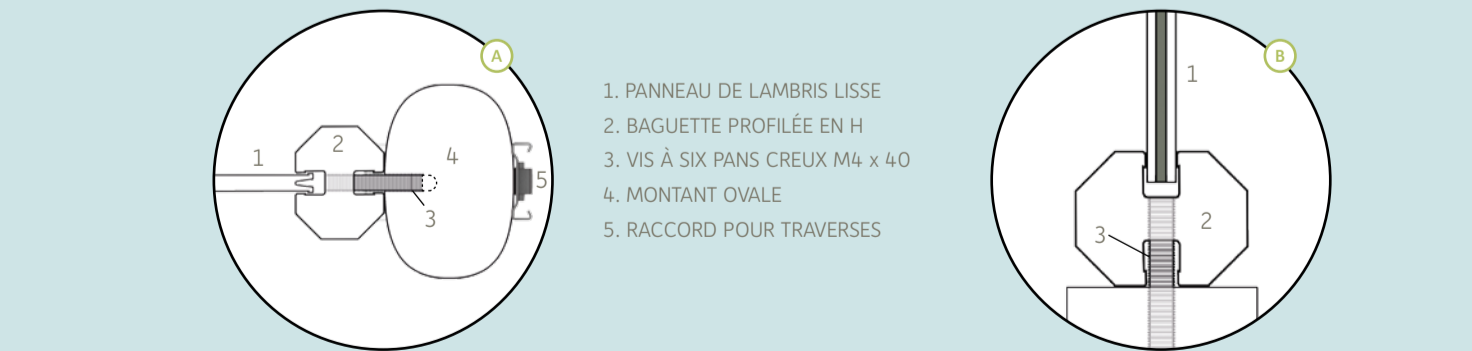 A
1
2
4
5
3
1. PANNEAU DE LAMBRIS LISSE
2. BAGUETTE PROFILÉE EN H
3. VIS À SIX PANS CREUX M4 x 40
4. MONTANT OVALE
5. RACCORD POUR TRAVERSES
B
1
2
3